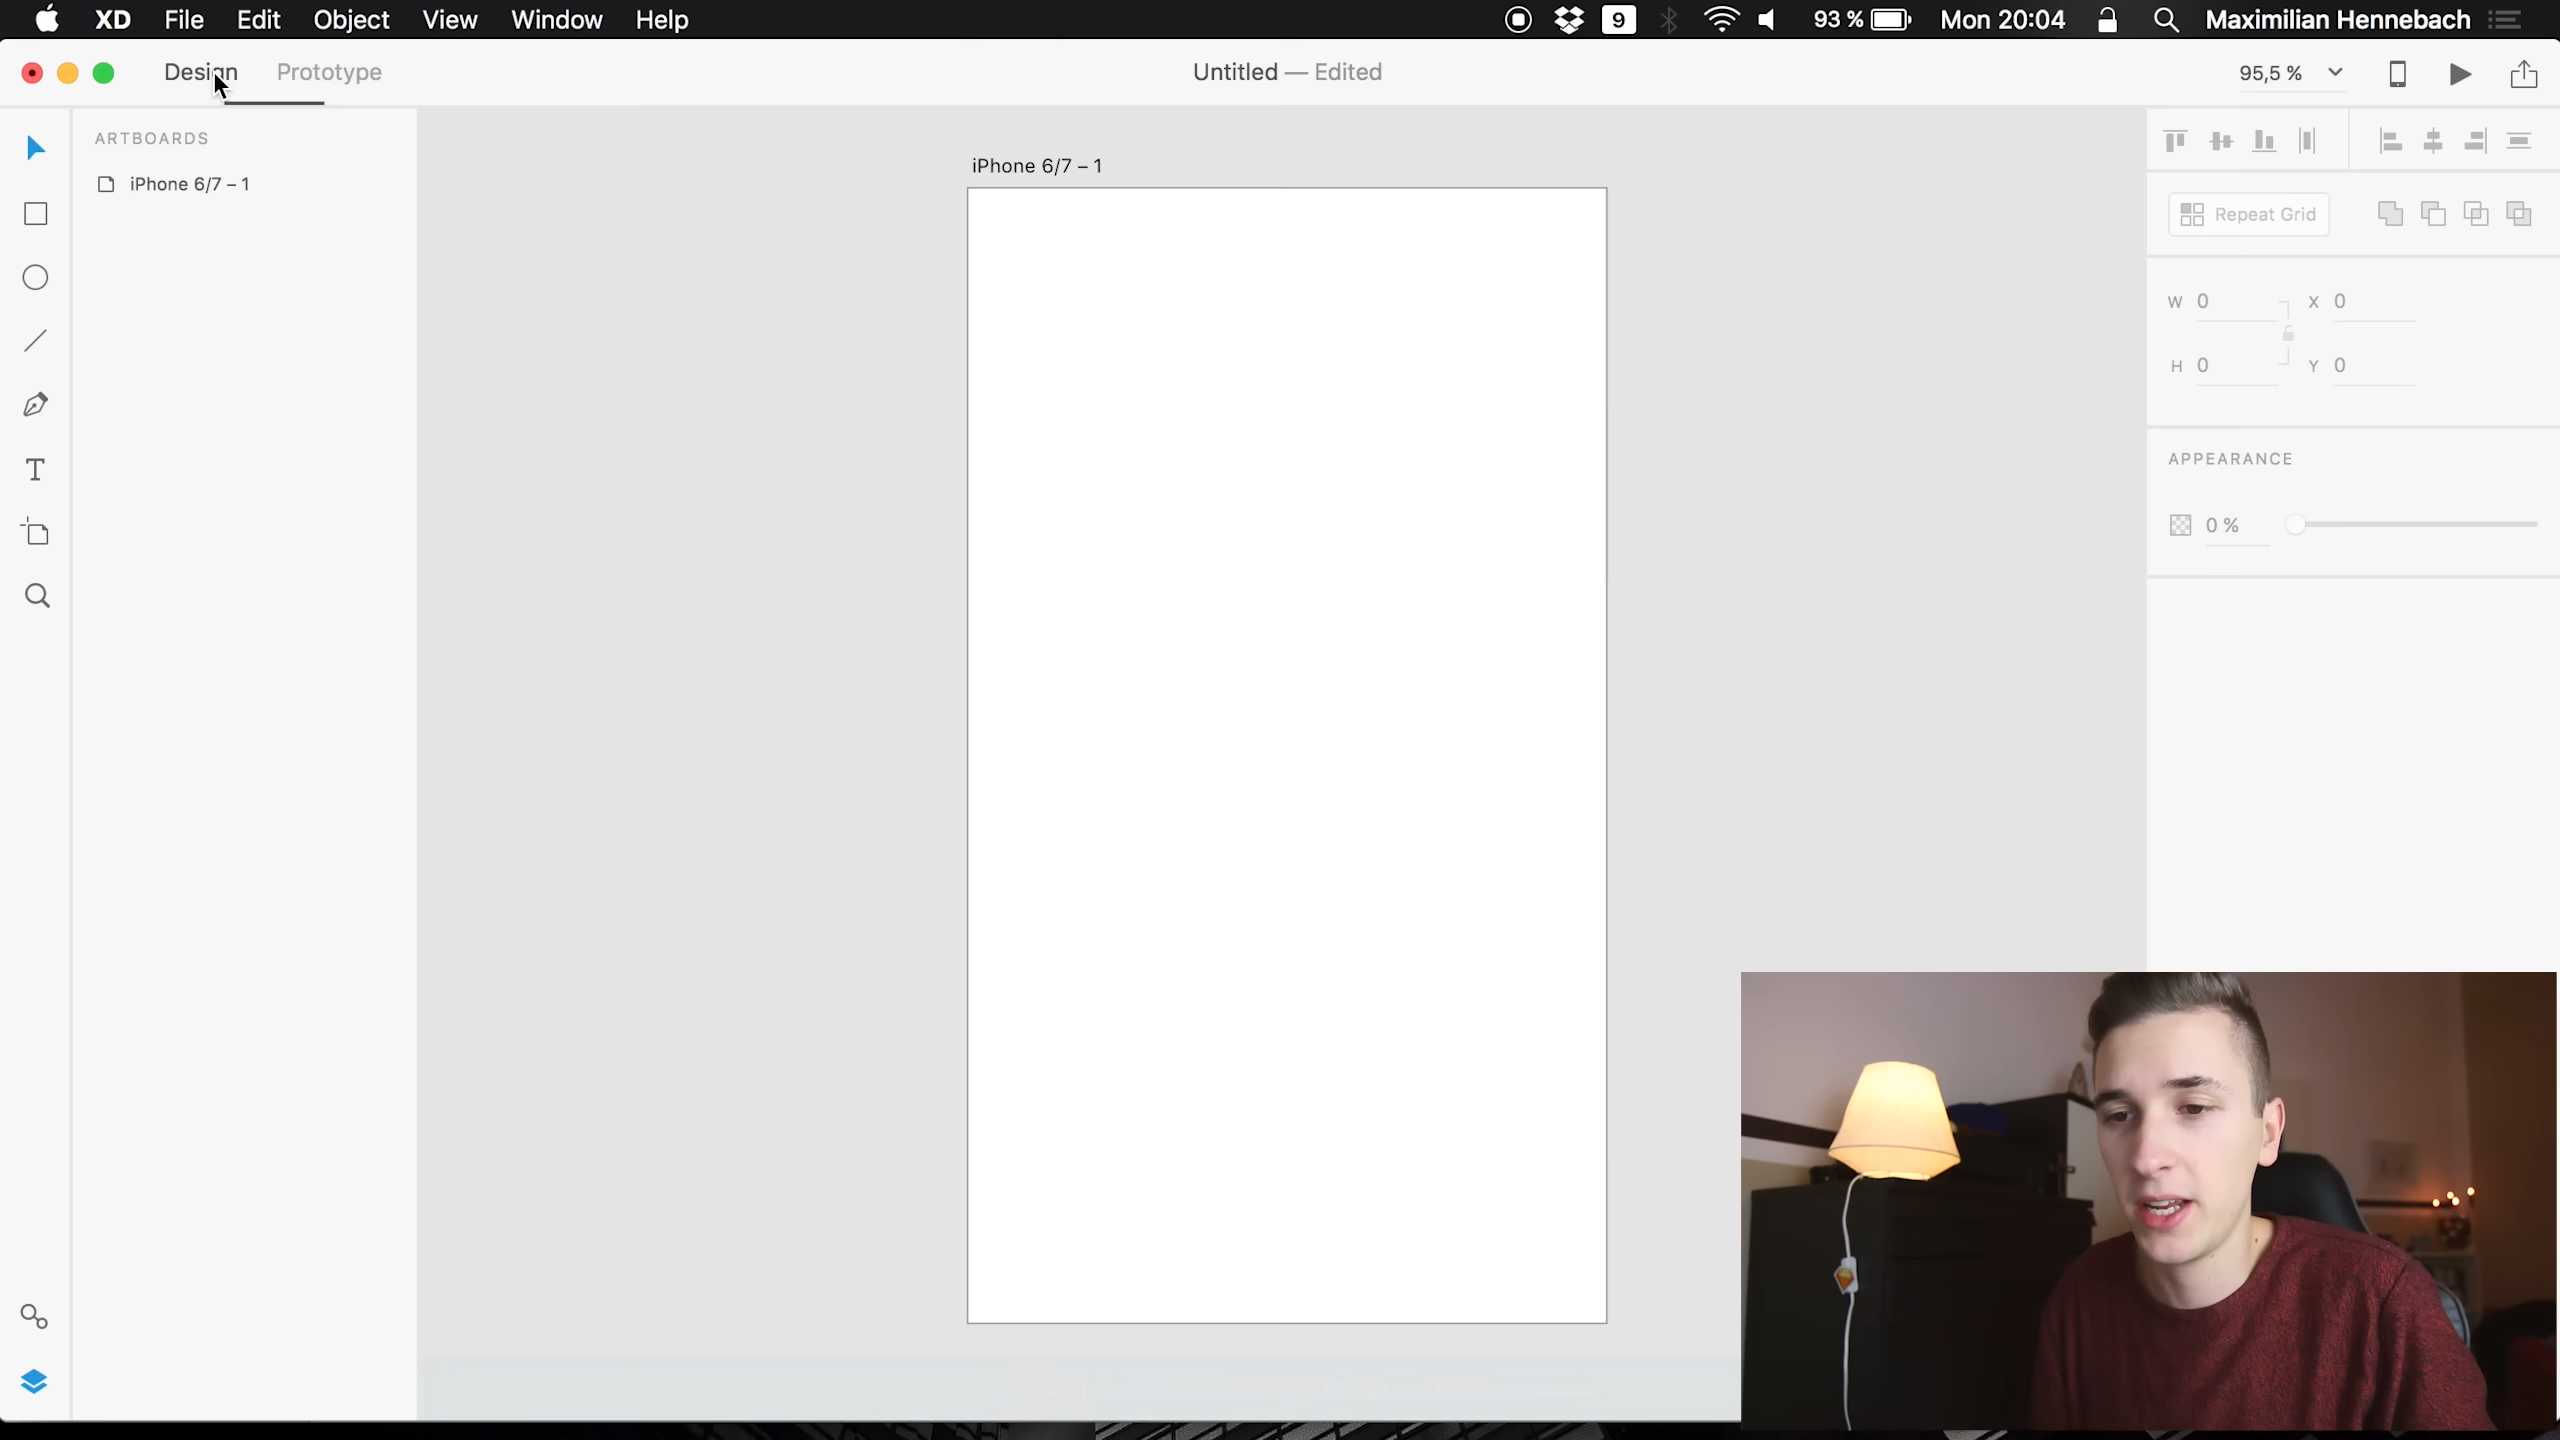 XD File Edit Object View Window Help 9 93 % Mon 20:04 Maximilian Hennebach
Design Prototype Untitled — Edited 95,5 %
ARTBOARDS
iPhone 6/7 – 1
iPhone 6/7 – 1
Repeat Grid
W 0 X 0
H 0 Y 0
APPEARANCE
0 %